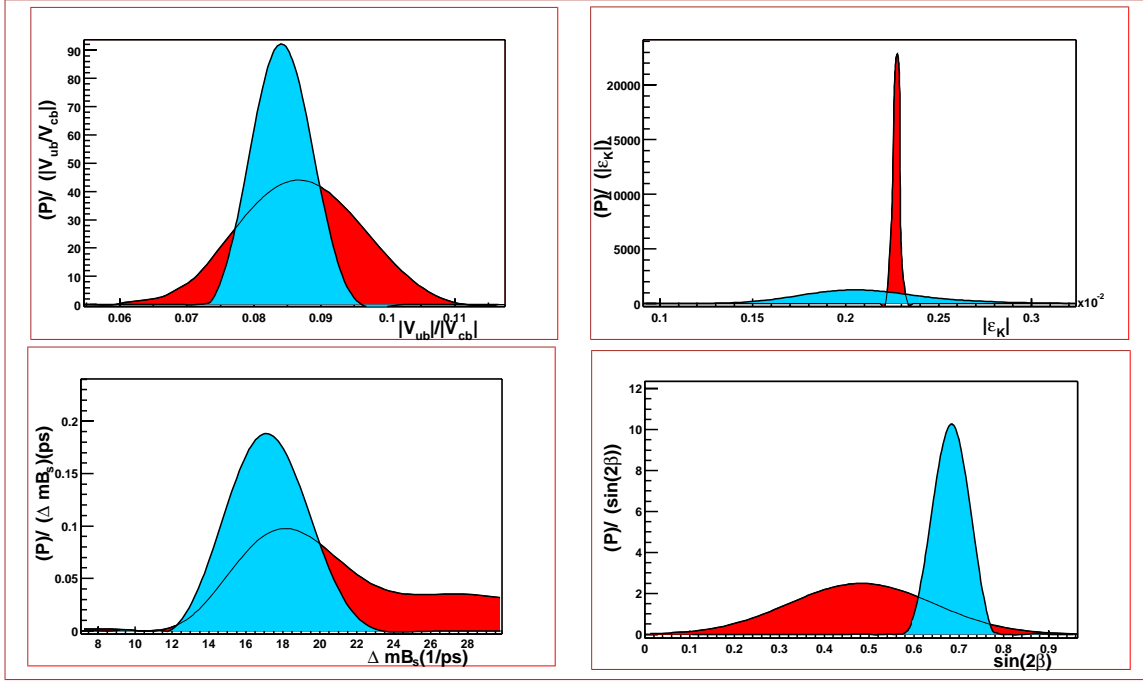 (P)/ (|V_ub/V_cb|)
90
80
70
60
50
40
30
20
10
0
0.06 0.07 0.08 0.09 0.1 0.11
|V_ub|/|V_cb|
(P)/ (|ε_K|)
20000
15000
10000
5000
0
0.1 0.15 0.2 0.25 0.3
x10^-2
|ε_K|
(P)/ (Δ mB_s)(ps)
0.2
0.15
0.1
0.05
0
8 10 12 14 16 18 20 22 24 26 28
Δ mB_s(1/ps)
(P)/ (sin(2β))
12
10
8
6
4
2
0
0 0.1 0.2 0.3 0.4 0.5 0.6 0.7 0.8 0.9
sin(2β)